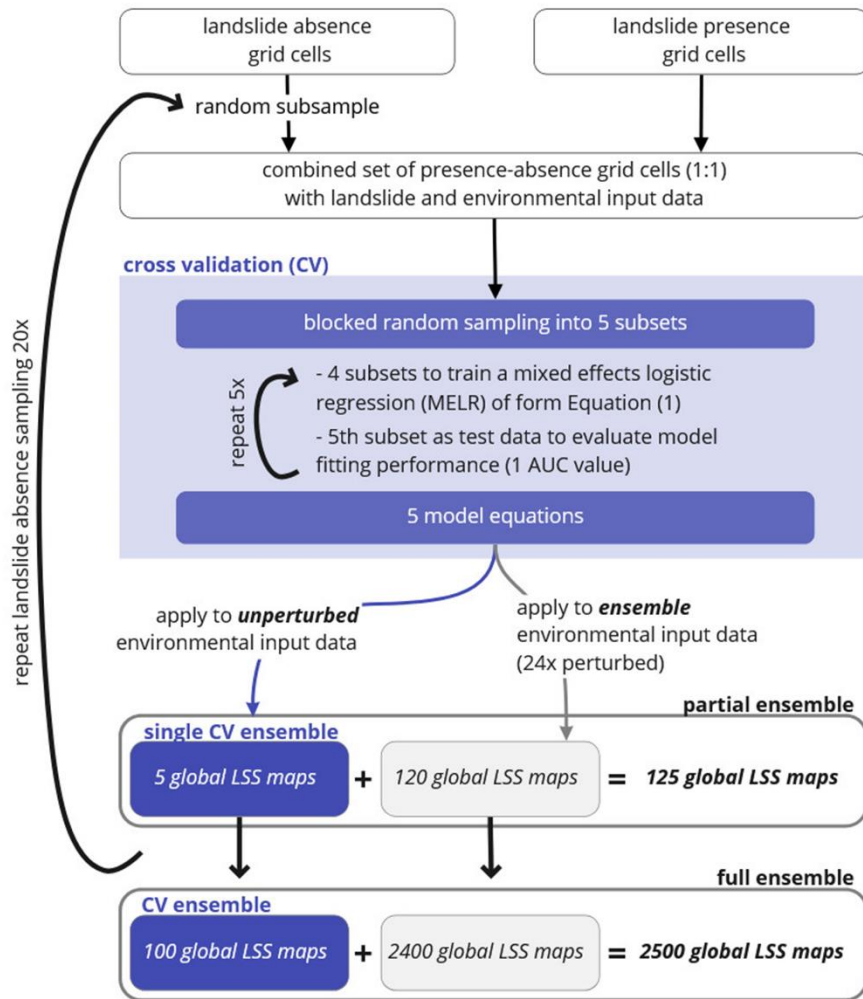 landslide absence
grid cells
landslide presence
grid cells
random subsample
combined set of presence-absence grid cells (1:1)
with landslide and environmental input data
cross validation (CV)
blocked random sampling into 5 subsets
repeat 5x
- 4 subsets to train a mixed effects logistic
regression (MELR) of form Equation (1)
- 5th subset as test data to evaluate model
fitting performance (1 AUC value)
5 model equations
repeat landslide absence sampling 20x
apply to unperturbed
environmental input data
apply to ensemble
environmental input data
(24x perturbed)
partial ensemble
single CV ensemble
5 global LSS maps + 120 global LSS maps = 125 global LSS maps
full ensemble
CV ensemble
100 global LSS maps + 2400 global LSS maps = 2500 global LSS maps